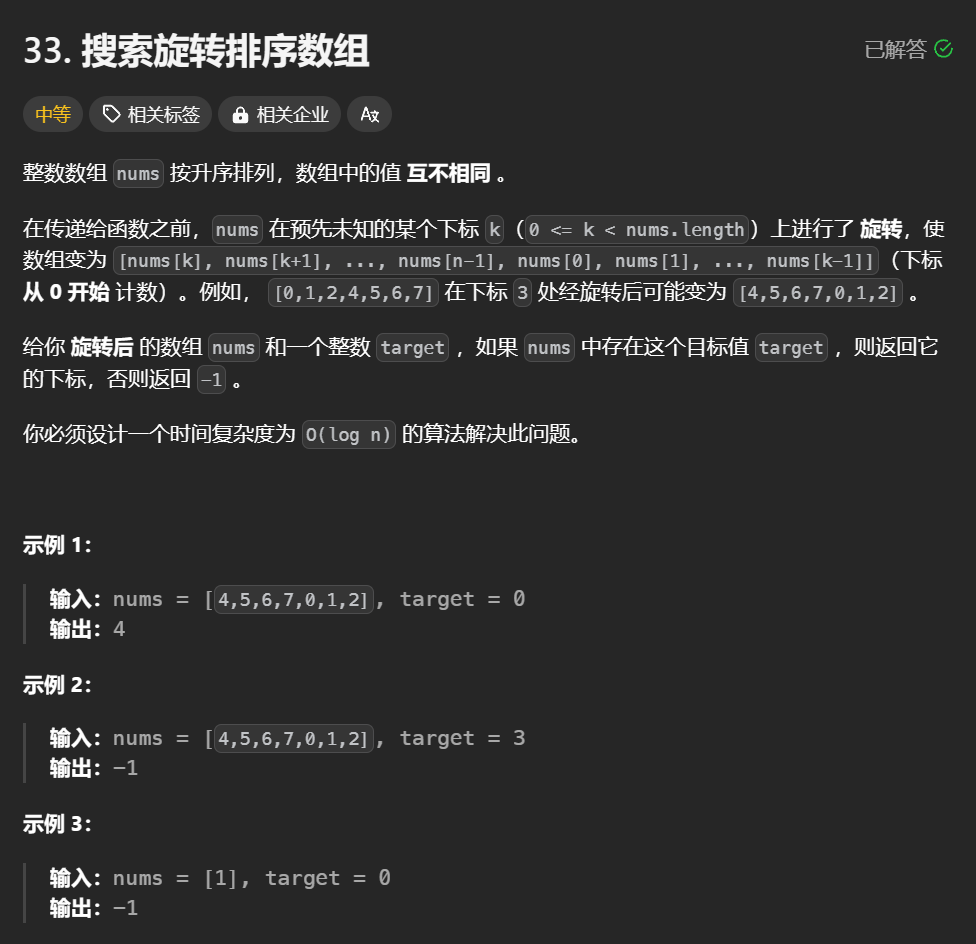 33. 搜索旋转排序数组
已解答
中等 相关标签 相关企业 Aあ
整数数组 nums 按升序排列，数组中的值 互不相同 。
在传递给函数之前，nums 在预先未知的某个下标 k（0 <= k < nums.length）上进行了 旋转，使
数组变为 [nums[k], nums[k+1], ..., nums[n-1], nums[0], nums[1], ..., nums[k-1]]（下标
从 0 开始 计数）。例如， [0,1,2,4,5,6,7] 在下标 3 处经旋转后可能变为 [4,5,6,7,0,1,2] 。
给你 旋转后 的数组 nums 和一个整数 target ，如果 nums 中存在这个目标值 target ，则返回它
的下标，否则返回 -1 。
你必须设计一个时间复杂度为 O(log n) 的算法解决此问题。
示例 1：
输入：nums = [4,5,6,7,0,1,2], target = 0
输出：4
示例 2：
输入：nums = [4,5,6,7,0,1,2], target = 3
输出：-1
示例 3：
输入：nums = [1], target = 0
输出：-1